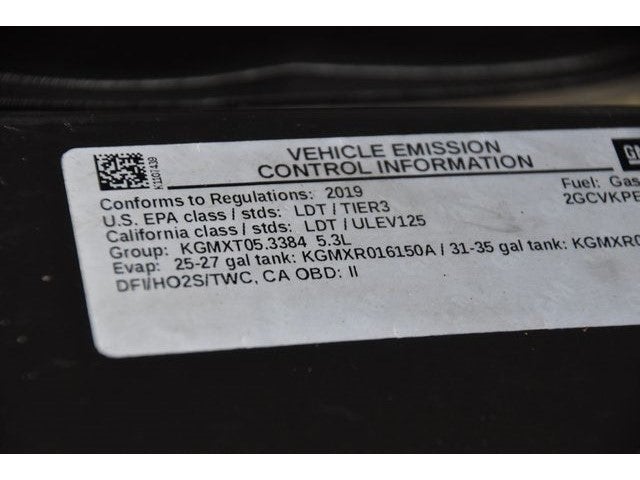 VEHICLE EMISSION
CONTROL INFORMATION
Conforms to Regulations: 2019
Fuel: Gas
U.S. EPA class / stds: LDT / TIER3
2GCVKPE
California class / stds: LDT / ULEV125
Group: KGMXT05.3384 5.3L
Evap: 25-27 gal tank: KGMXR016150A / 31-35 gal tank: KGMXR0
DFI/HO2S/TWC, CA OBD: II